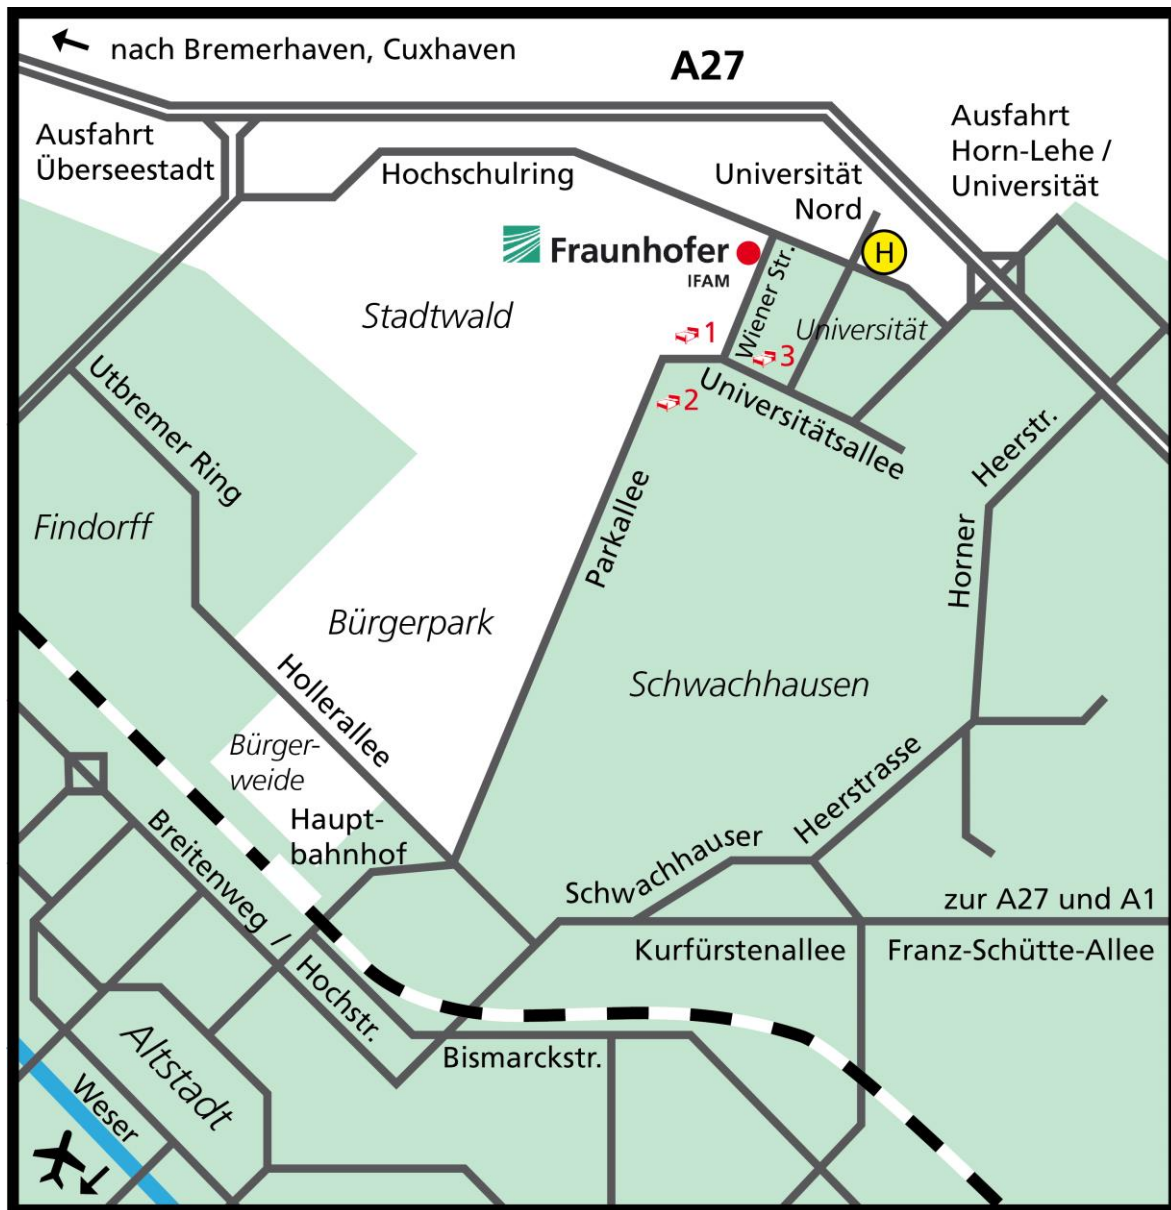 nach Bremerhaven, Cuxhaven
A27
Ausfahrt
Überseestadt
Ausfahrt
Horn-Lehe /
Universität
Hochschulring
Universität
Nord
H
Fraunhofer
IFAM
Wiener Str.
Stadtwald
1
Universität
3
2
Universitätsallee
Utbremer Ring
Heerstr.
Horner
Findorff
Parkallee
Bürgerpark
Schwachhausen
Hollerallee
Bürger-
weide
Haupt-
bahnhof
Heerstrasse
Schwachhauser
Breitenweg /
Hochstr.
zur A27 und A1
Kurfürstenallee
Franz-Schütte-Allee
Bismarckstr.
Altstadt
Weser